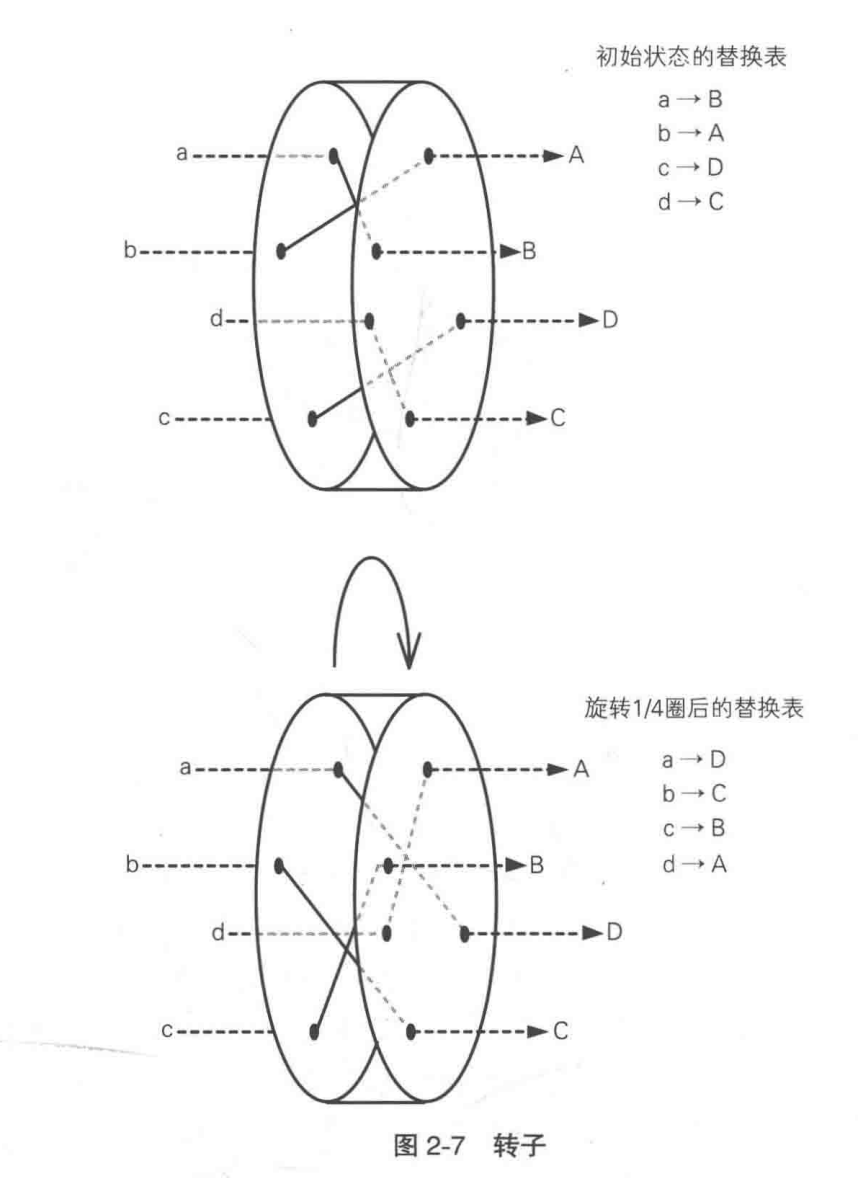 初始状态的替换表
a → B
b → A
c → D
d → C
a A
b B
d D
c C
旋转1/4圈后的替换表
a → D
b → C
c → B
d → A
a A
b B
d D
c C
图 2-7 转子